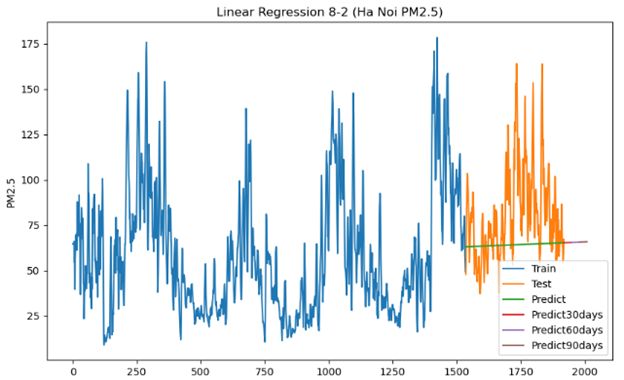 Linear Regression 8-2 (Ha Noi PM2.5)
PM2.5
175
150
125
100
75
50
25
0
250
500
750
1000
1250
1500
1750
2000
Train
Test
Predict
Predict30days
Predict60days
Predict90days